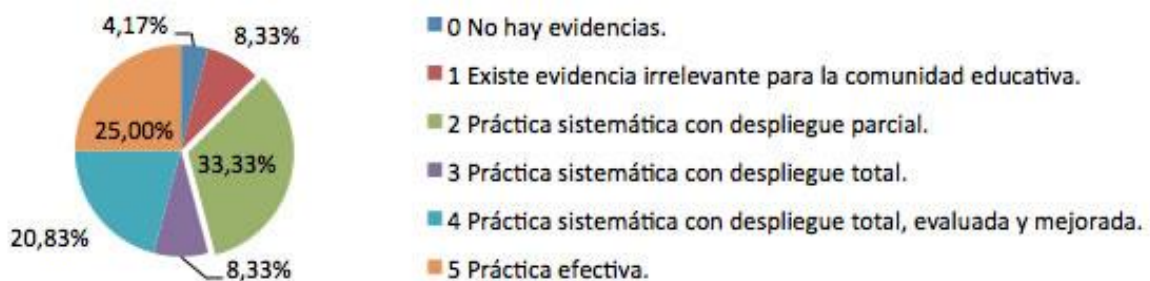 4,17%
8,33%
25,00%
33,33%
20,83%
8,33%
0 No hay evidencias.
1 Existe evidencia irrelevante para la comunidad educativa.
2 Práctica sistemática con despliegue parcial.
3 Práctica sistemática con despliegue total.
4 Práctica sistemática con despliegue total, evaluada y mejorada.
5 Práctica efectiva.